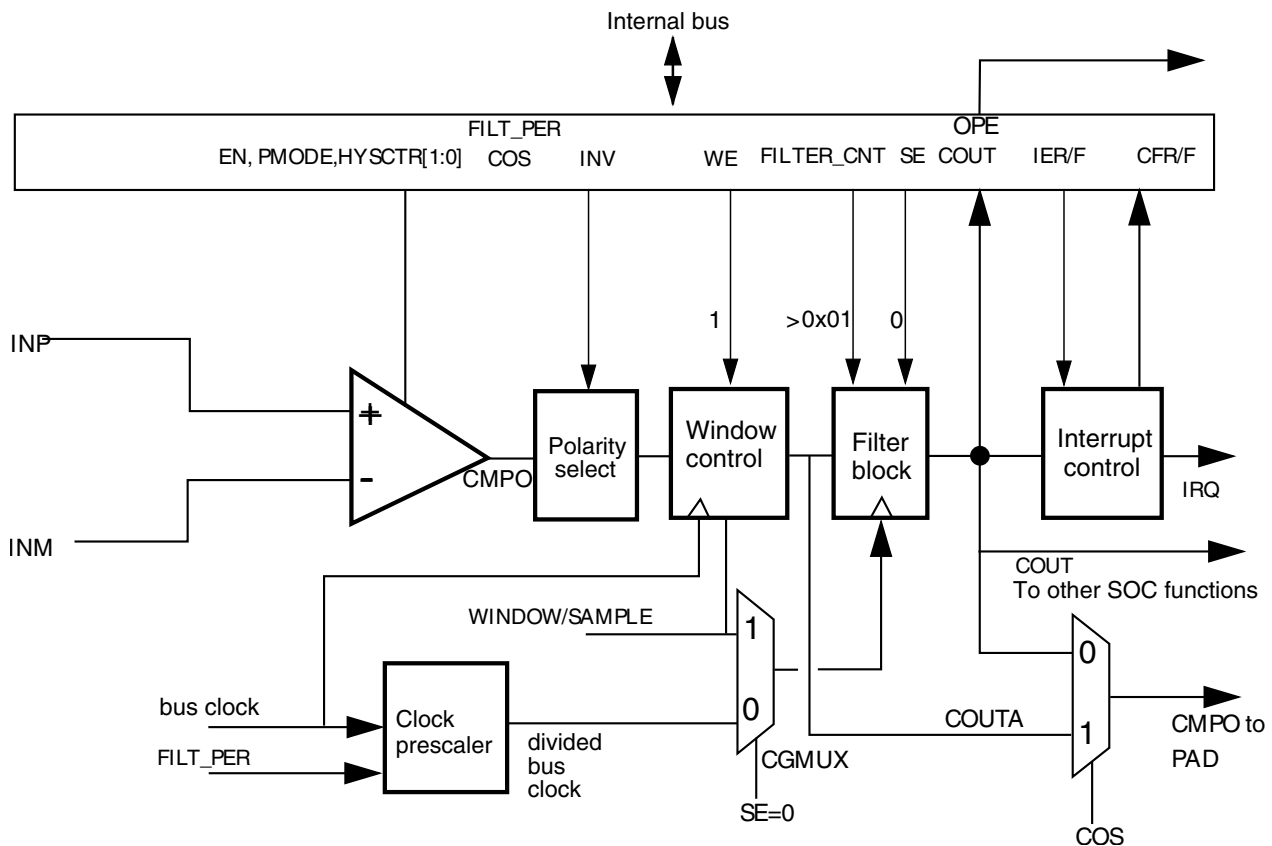 Internal bus
FILT_PER
OPE
EN, PMODE,HYSCTR[1:0]
COS
INV
WE
FILTER_CNT
SE
COUT
IER/F
CFR/F
1
>0x01
0
INP
+
-
INM
CMPO
Polarity
select
Window
control
Filter
block
Interrupt
control
IRQ
COUT
To other SOC functions
WINDOW/SAMPLE
1
0
CGMUX
SE=0
bus clock
FILT_PER
Clock
prescaler
divided
bus
clock
COUTA
0
1
CMPO to
PAD
COS